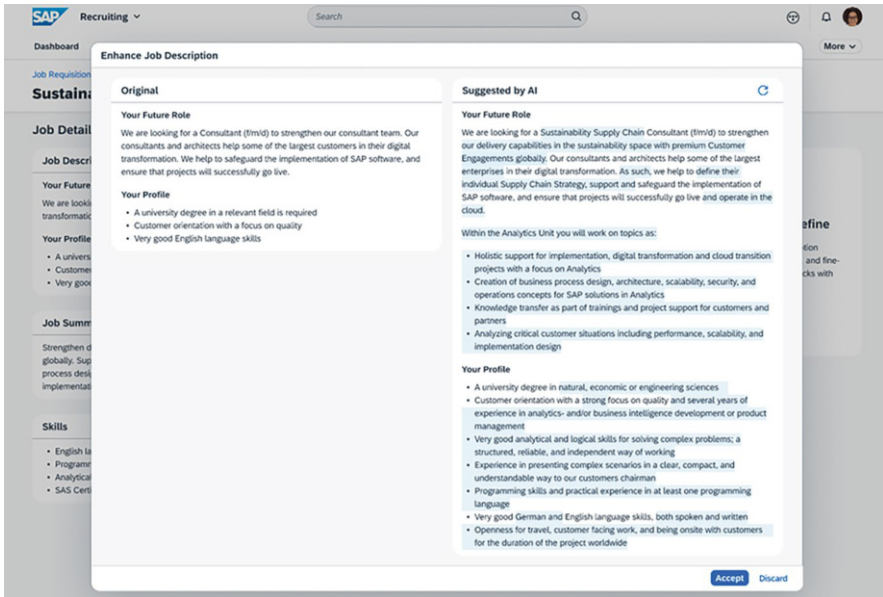 SAP Recruiting
Search
Dashboard
More
Job Requisition
Sustaina
Job Detail
Job Descri
Your Future
We are looki
transformatic
Your Profile
• A univers
• Custome
• Very good
Job Summ
Strengthen d
globally. Sup
process desig
implementati
Skills
• English la
• Programm
• Analytical
• SAS Certi
Enhance Job Description
Original
Your Future Role
We are looking for a Consultant (f/m/d) to strengthen our consultant team. Our
consultants and architects help some of the largest customers in their digital
transformation. We help to safeguard the implementation of SAP software, and
ensure that projects will successfully go live.
Your Profile
• A university degree in a relevant field is required
• Customer orientation with a focus on quality
• Very good English language skills
Suggested by AI
Your Future Role
We are looking for a Sustainability Supply Chain Consultant (f/m/d) to strengthen
our delivery capabilities in the sustainability space with premium Customer
Engagements globally. Our consultants and architects help some of the largest
enterprises in their digital transformation. As such, we help to define their
individual Supply Chain Strategy, support and safeguard the implementation of
SAP software, and ensure that projects will successfully go live and operate in the
cloud.
Within the Analytics Unit you will work on topics as:
• Holistic support for implementation, digital transformation and cloud transition
projects with a focus on Analytics
• Creation of business process design, architecture, scalability, security, and
operations concepts for SAP solutions in Analytics
• Knowledge transfer as part of trainings and project support for customers and
partners
• Analyzing critical customer situations including performance, scalability, and
implementation design
Your Profile
• A university degree in natural, economic or engineering sciences
• Customer orientation with a strong focus on quality and several years of
experience in analytics- and/or business intelligence development or product
management
• Very good analytical and logical skills for solving complex problems; a
structured, reliable, and independent way of working
• Experience in presenting complex scenarios in a clear, compact, and
understandable way to our customers chairman
• Programming skills and practical experience in at least one programming
language
• Very good German and English language skills, both spoken and written
• Openness for travel, customer facing work, and being onsite with customers
for the duration of the project worldwide
Accept Discard
efine
tion
and fine-
cks with